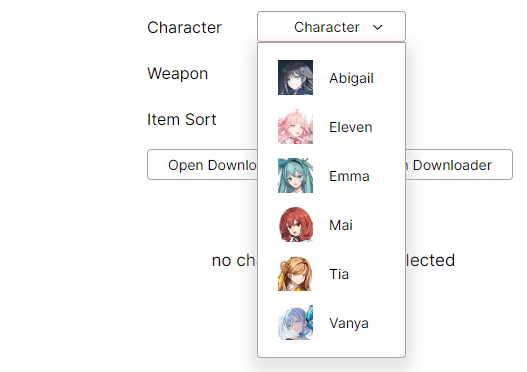 Character Character
Abigail
Weapon
Item Sort
Eleven
Open Downlo Downloader
Emma
Mai
no ch lected
Tia
Vanya